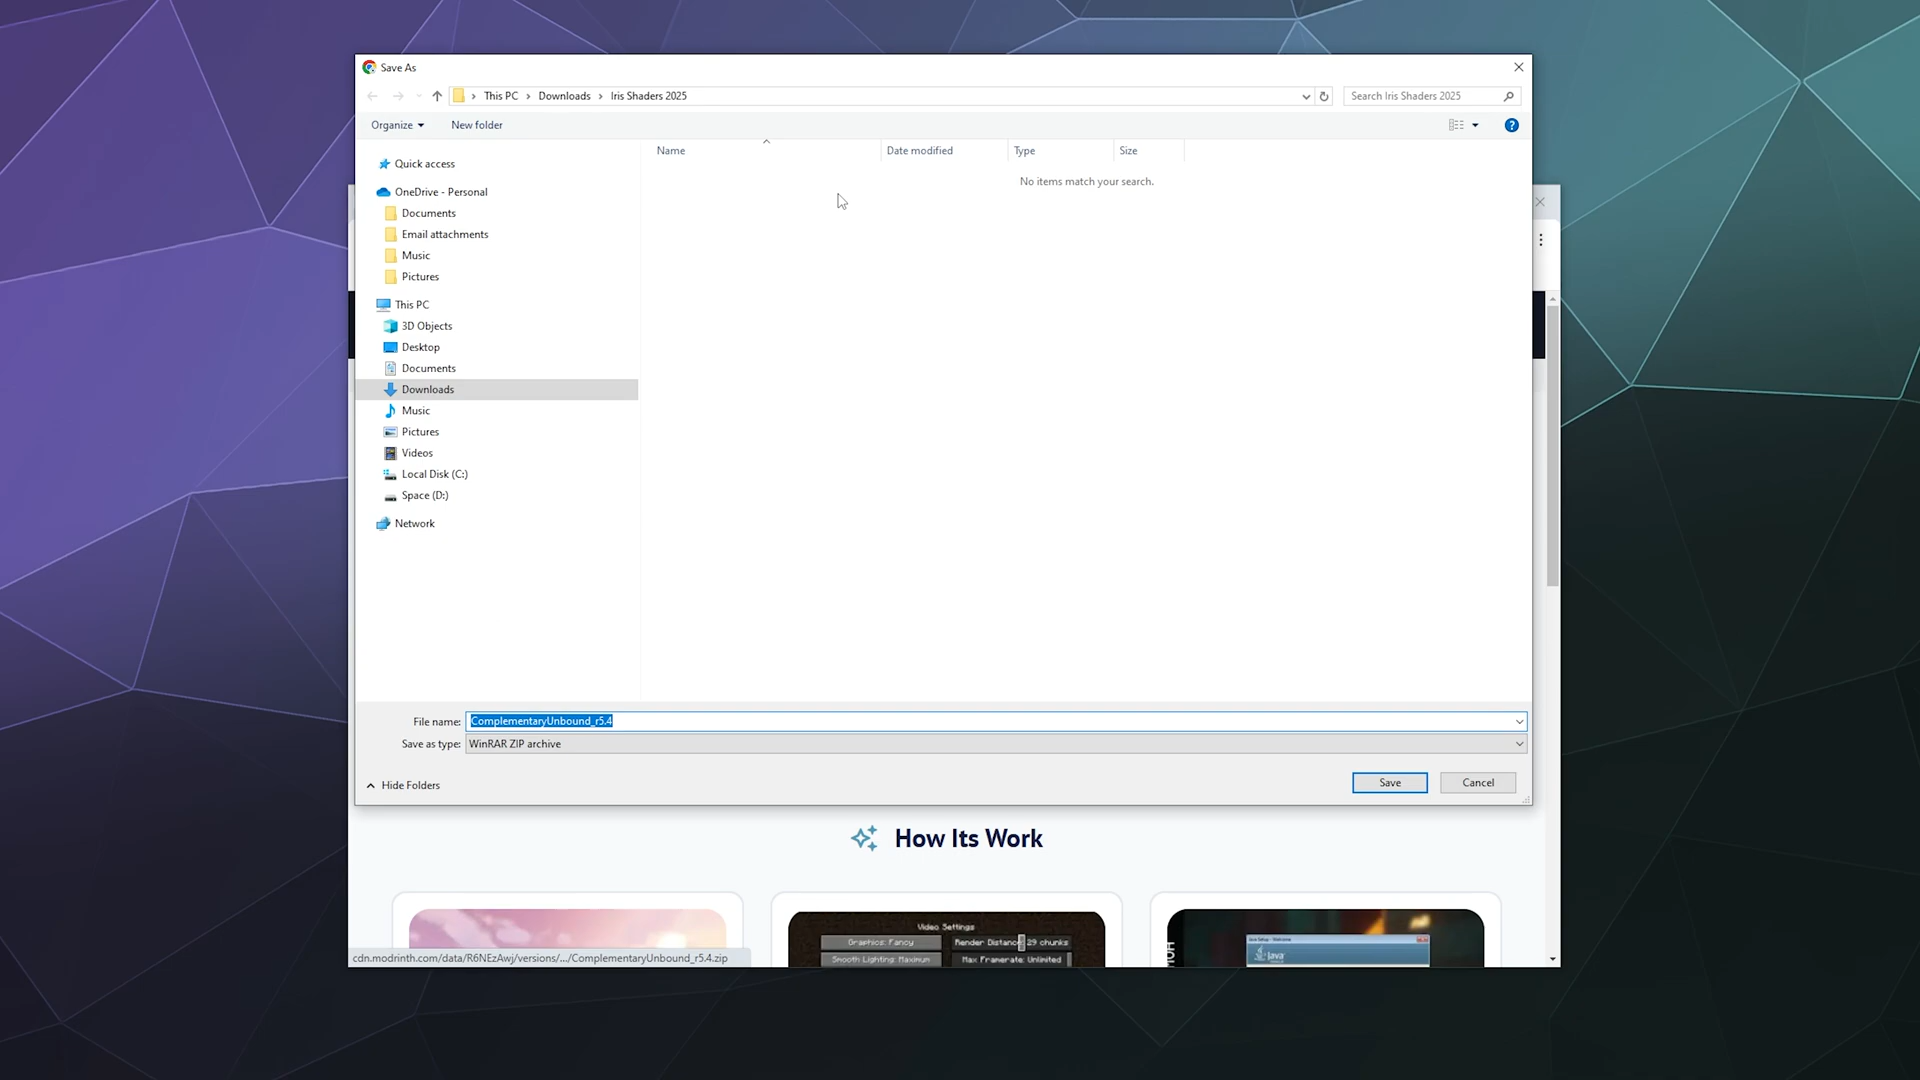 Save As
This PC › Downloads › Iris Shaders 2025
Search Iris Shaders 2025
Organize
New folder
Name
Date modified
Type
Size
No items match your search.
Quick access
OneDrive - Personal
Documents
Email attachments
Music
Pictures
This PC
3D Objects
Desktop
Documents
Downloads
Music
Pictures
Videos
Local Disk (C:)
Space (D:)
Network
File name:
ComplementaryUnbound_r5.4
Save as type:
WinRAR ZIP archive
Hide Folders
Save
Cancel
How Its Work
Video Settings
Graphics: Fancy
Render Distance: 29 chunks
Smooth Lighting: Maximum
Max Framerate: Unlimited
Java Setup - Welcome
Java
cdn.modrinth.com/data/R6NEzAwj/versions/.../ComplementaryUnbound_r5.4.zip